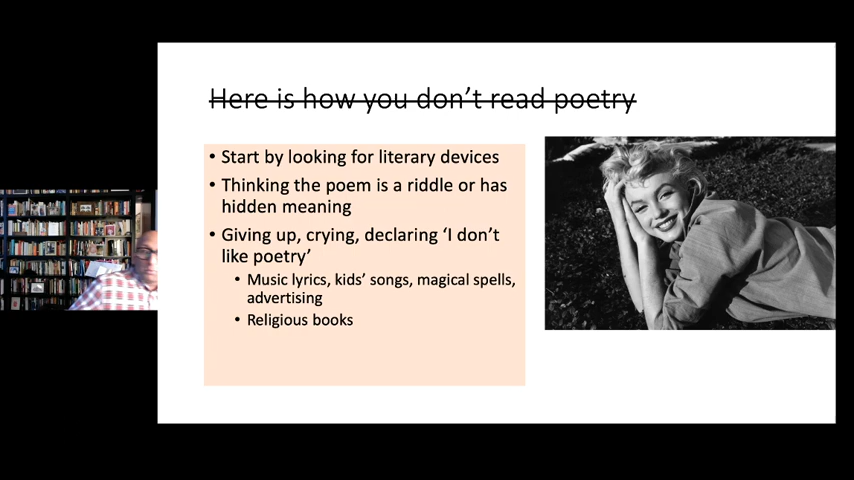 Here is how you don't read poetry
• Start by looking for literary devices
• Thinking the poem is a riddle or has
hidden meaning
• Giving up, crying, declaring ‘I don’t
like poetry’
• Music lyrics, kids’ songs, magical spells,
advertising
• Religious books